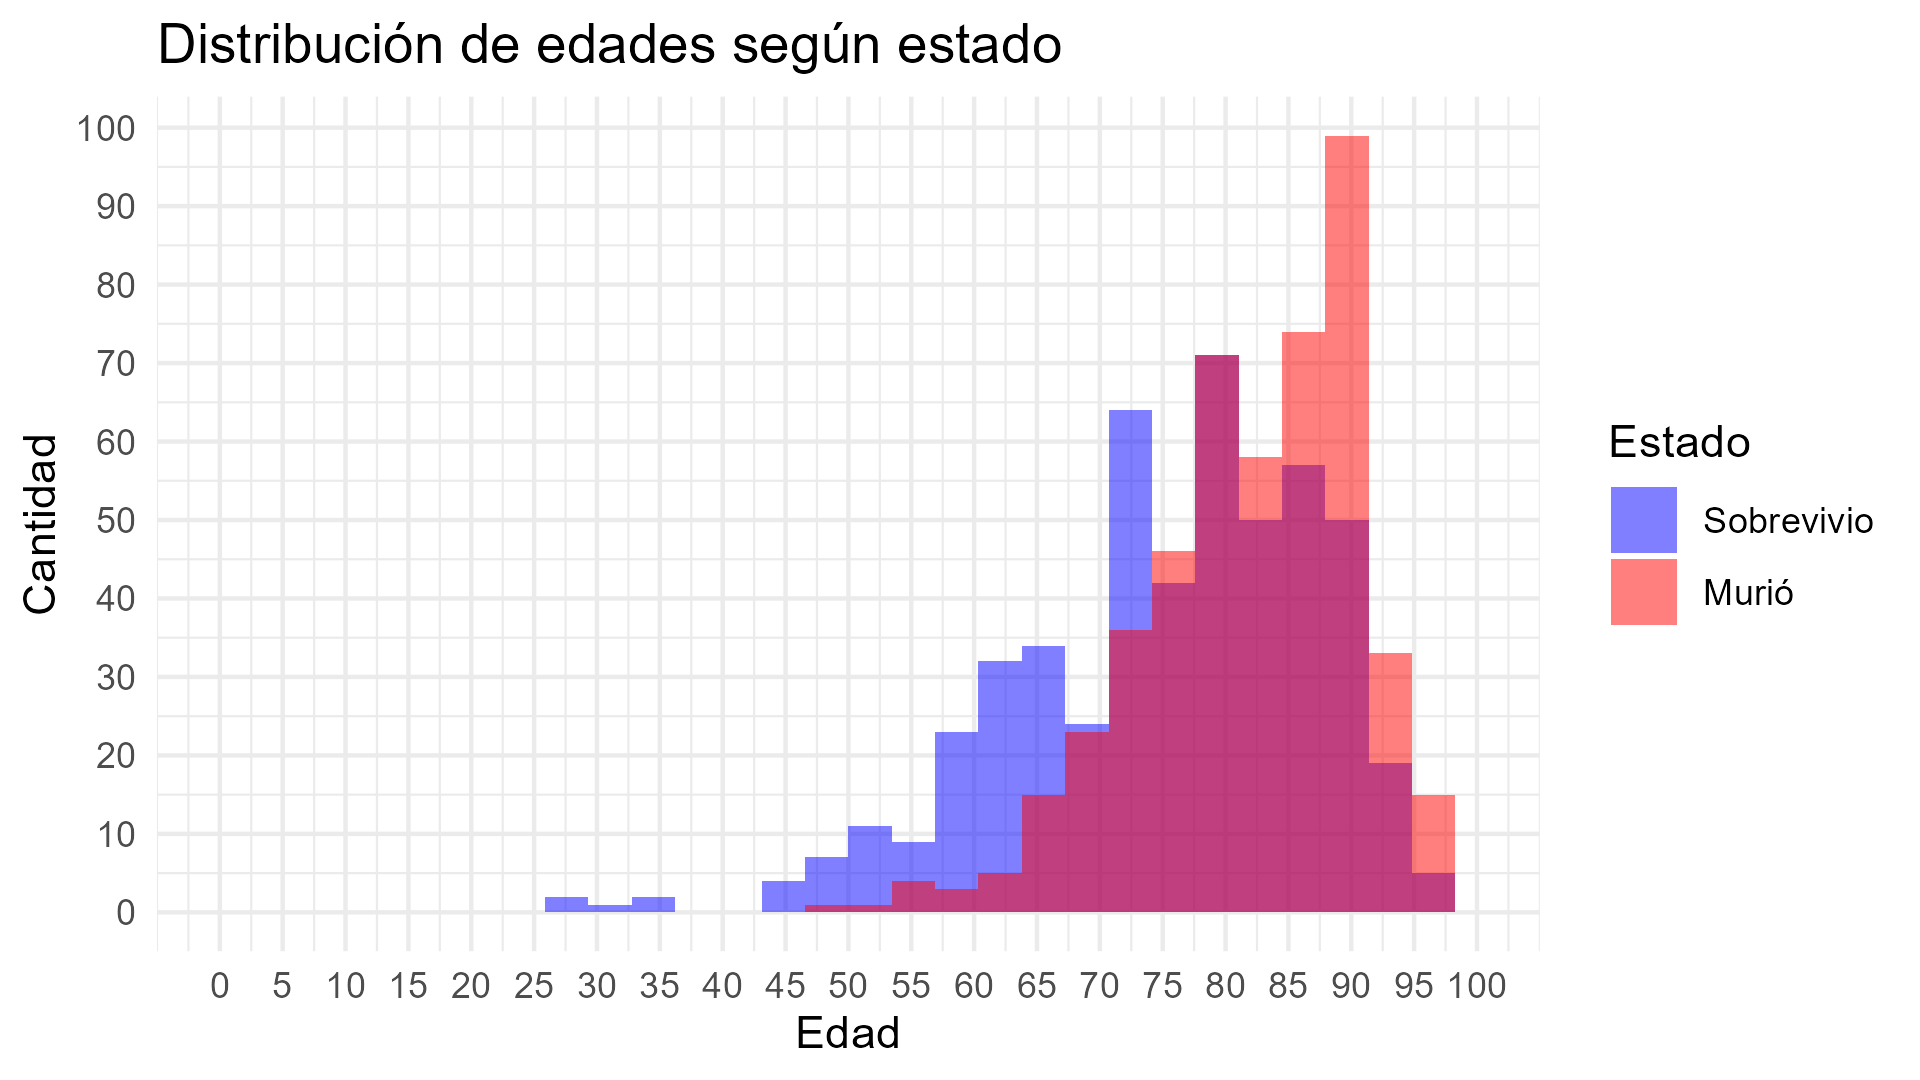 Distribución de edades según estado
100
90
80
70
60
50
40
30
20
10
0
Cantidad
0 5 10 15 20 25 30 35 40 45 50 55 60 65 70 75 80 85 90 95 100
Edad
Estado
Sobrevivio
Murió